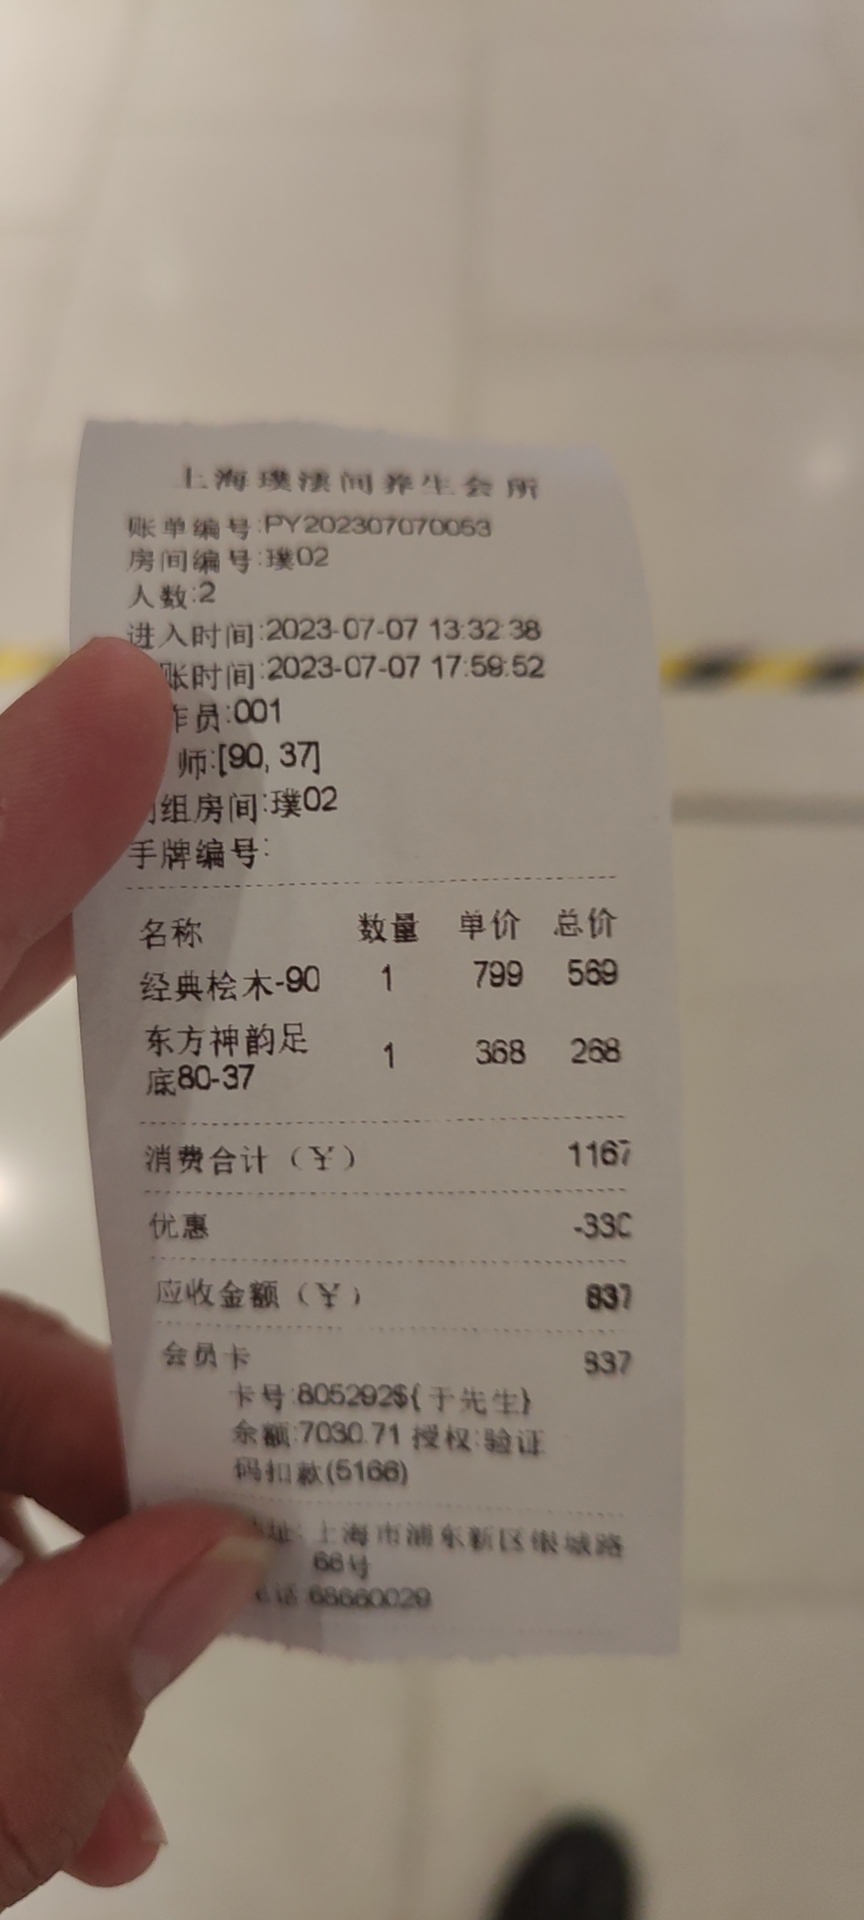 上海璞溱间养生会所
账单编号:PY202307070053
房间编号:璞02
人数:2
进入时间:2023-07-07 13:32:38
账时间:2023-07-07 17:59:52
作员:001
师:[90, 37]
组房间:璞02
手牌编号:
名称 数量 单价 总价
经典桧木-90 1 799 569
东方神韵足 1 368 268
底80-37
消费合计（￥） 1167
优惠 -330
应收金额（￥） 837
会员卡 837
卡号:805292${于先生}
余额:7030.71 授权:验证
码扣款(5166)
地址: 上海市浦东新区银城路
66号
电话:68660029